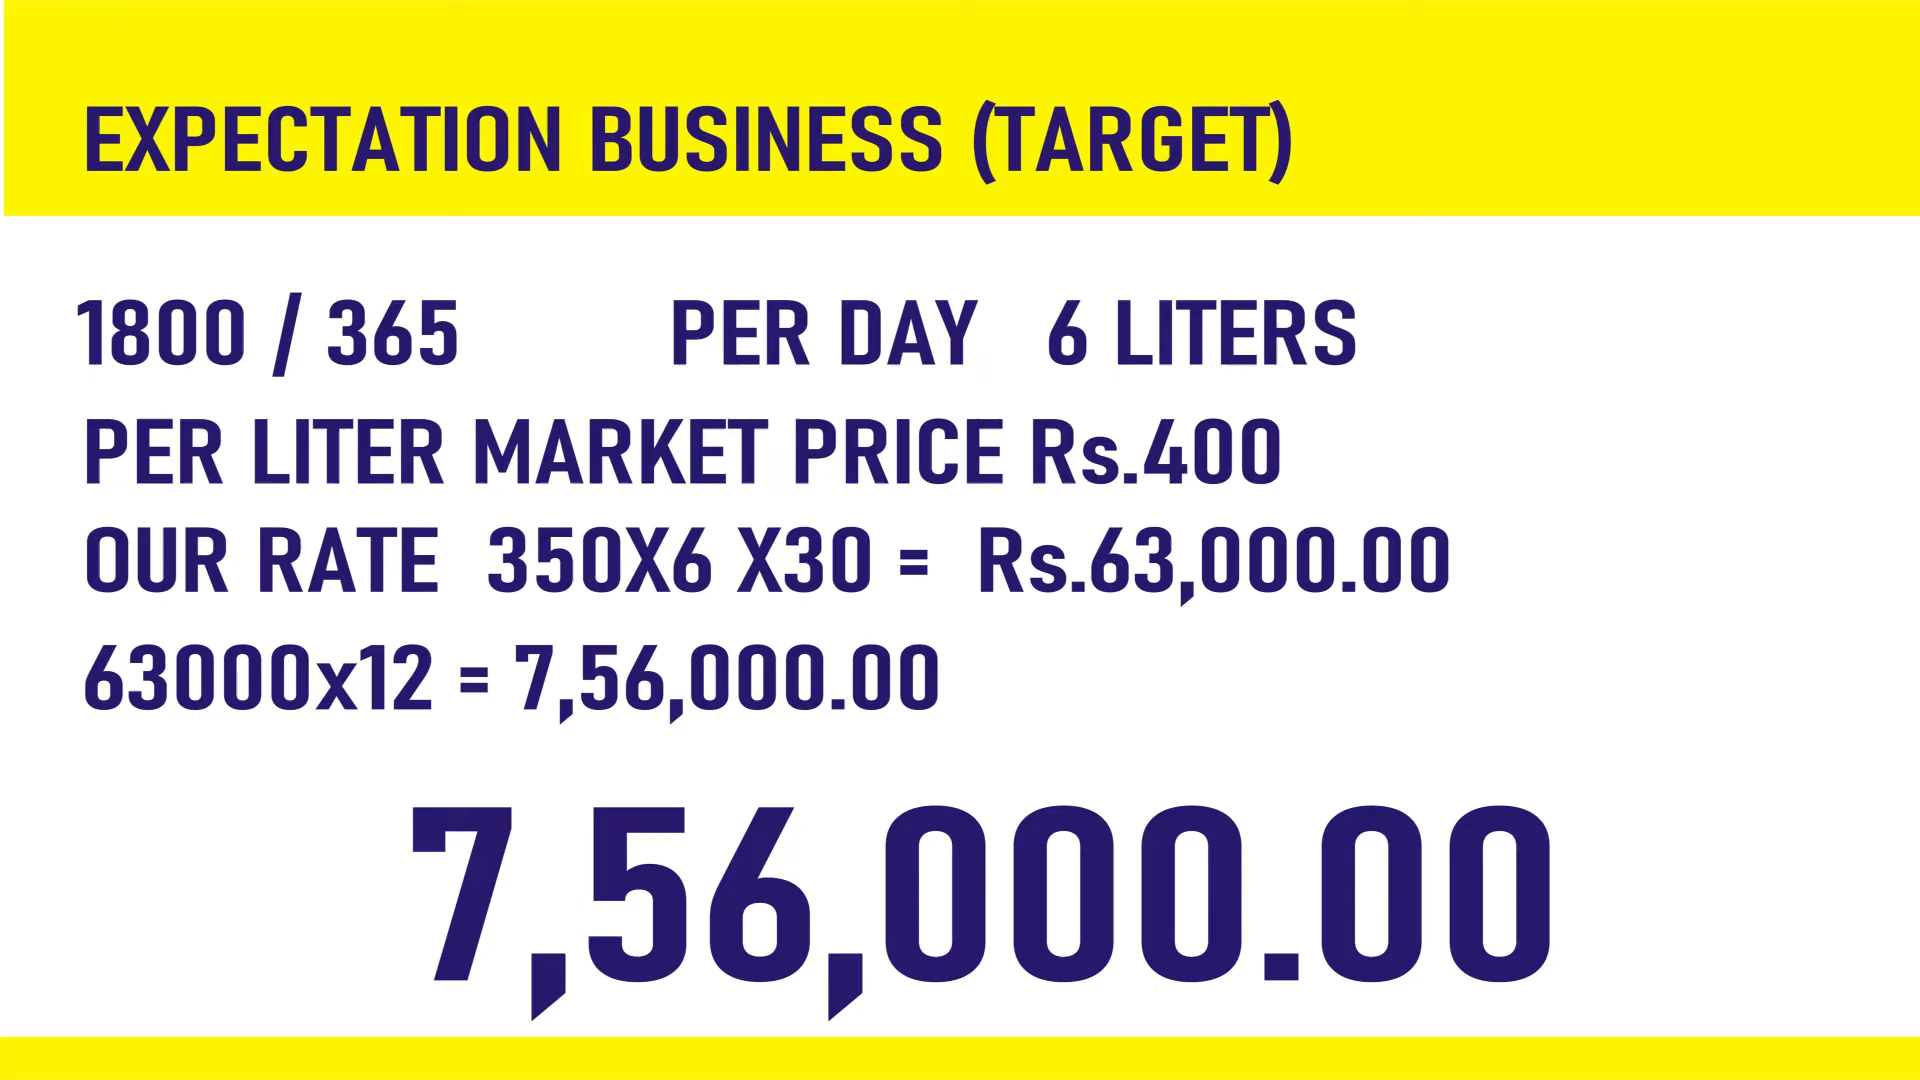 EXPECTATION BUSINESS (TARGET)
1800 / 365 PER DAY 6 LITERS
PER LITER MARKET PRICE Rs.400
OUR RATE 350X6 X30 = Rs.63,000.00
63000x12 = 7,56,000.00
7,56,000.00